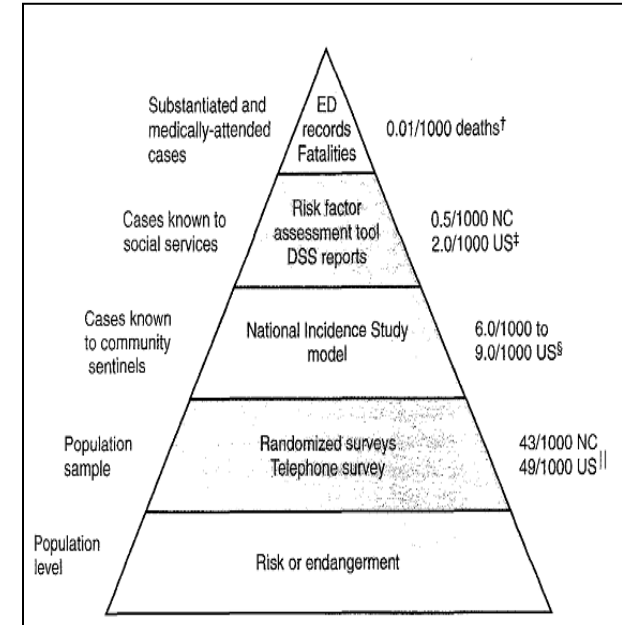 Substantiated and
medically-attended
cases
ED
records
Fatalities
0.01/1000 deaths†
Cases known to
social services
Risk factor
assessment tool
DSS reports
0.5/1000 NC
2.0/1000 US‡
Cases known
to community
sentinels
National Incidence Study
model
6.0/1000 to
9.0/1000 US§
Population
sample
Randomized surveys
Telephone survey
43/1000 NC
49/1000 US||
Population
level
Risk or endangerment